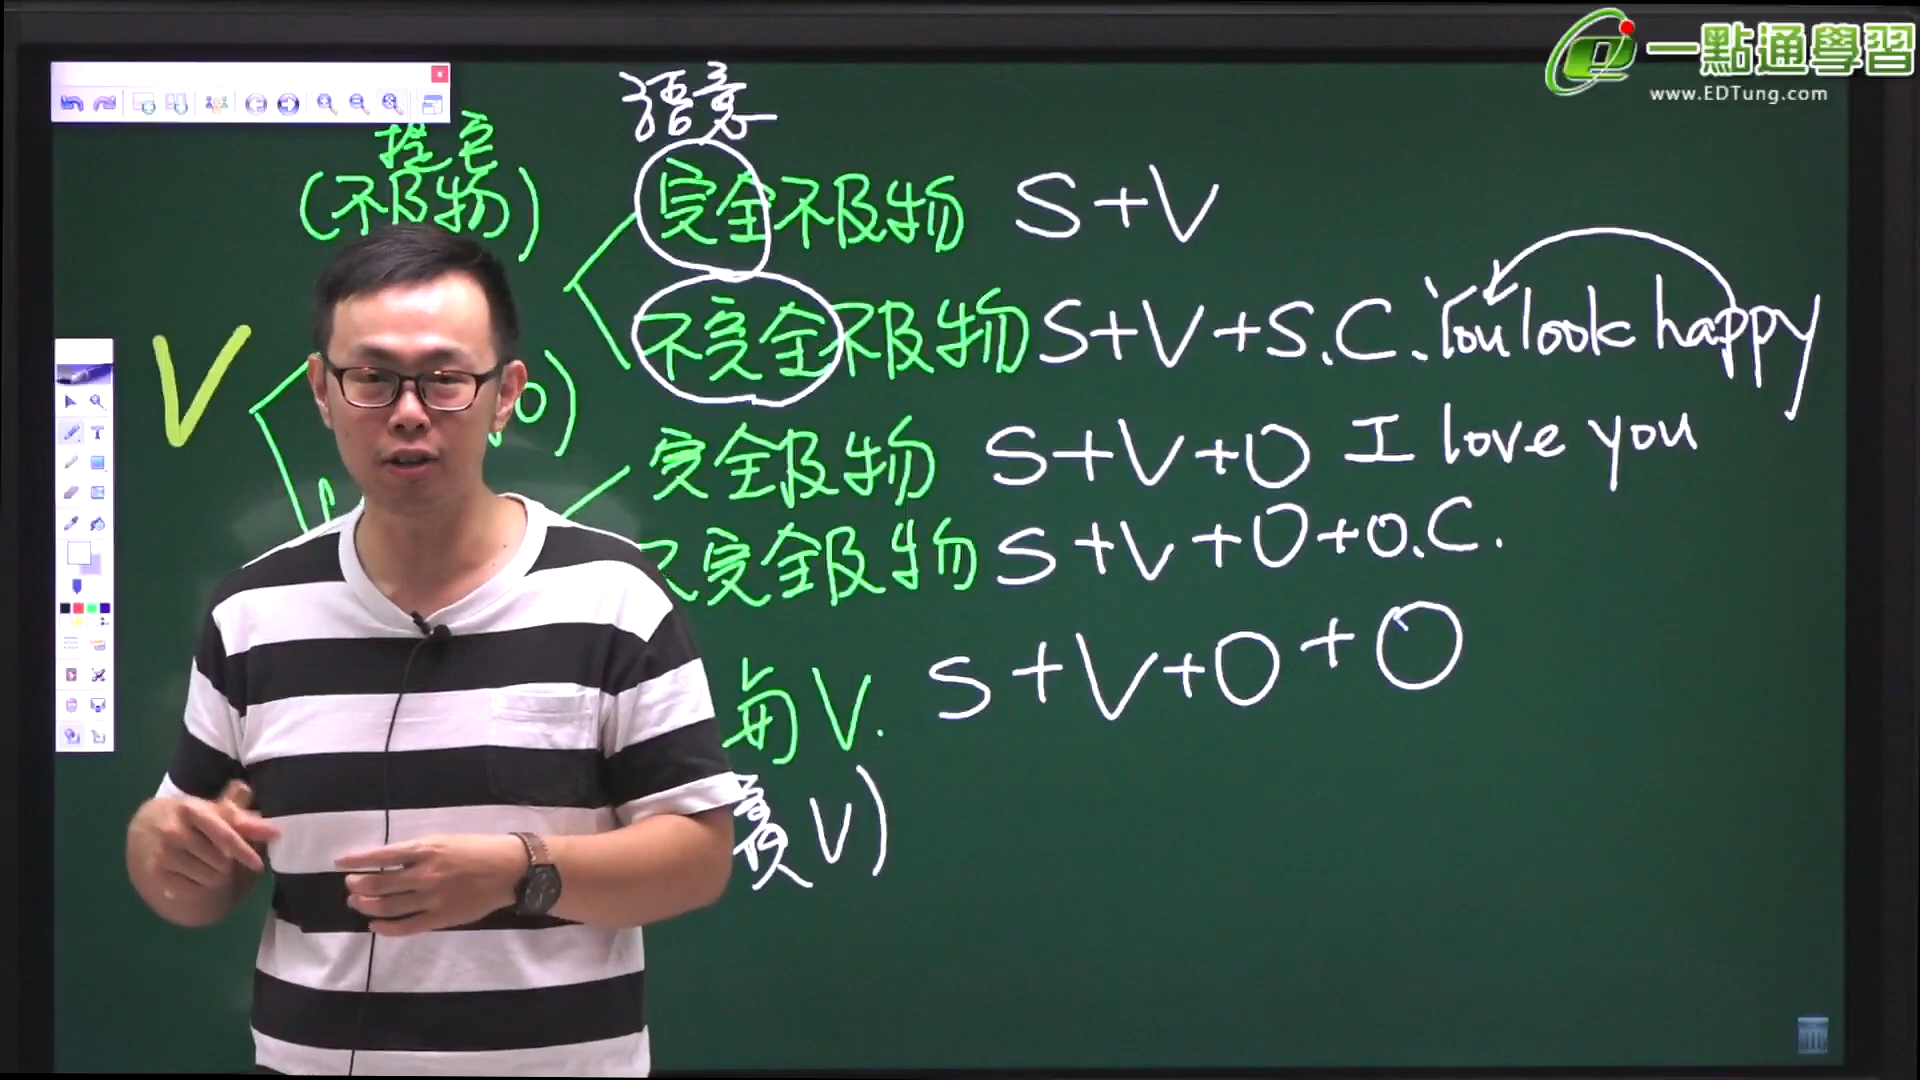 一點通學習
www.EDTung.com
語意
(不及物)
完全不及物 S+V
不完全不及物 S+V+S.C. You look happy
V
O)
完全及物 S+V+O I love you
不完全及物 S+V+O+O.C.
與V. S+V+O+O
V)